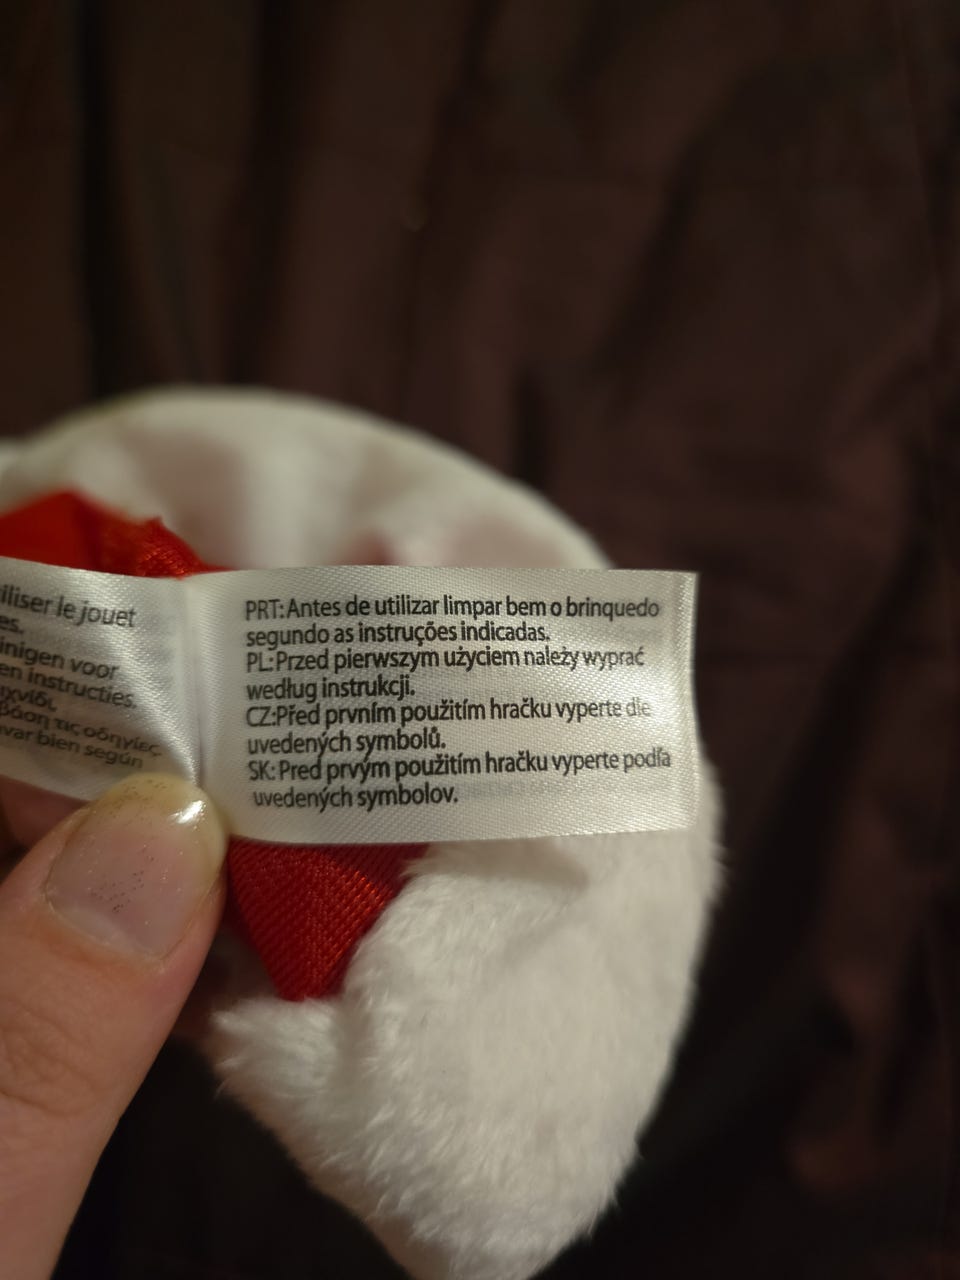 iliser le jouet
es.
inigen voor
en instructies.
ιχνίδι,
βάση τις οδηγίες
var bien según
PRT: Antes de utilizar limpar bem o brinquedo
segundo as instruções indicadas.
PL: Przed pierwszym użyciem należy wyprać
według instrukcji.
CZ: Před prvním použitím hračku vyperte dle
uvedených symbolů.
SK: Pred prvým použitím hračku vyperte podľa
uvedených symbolov.